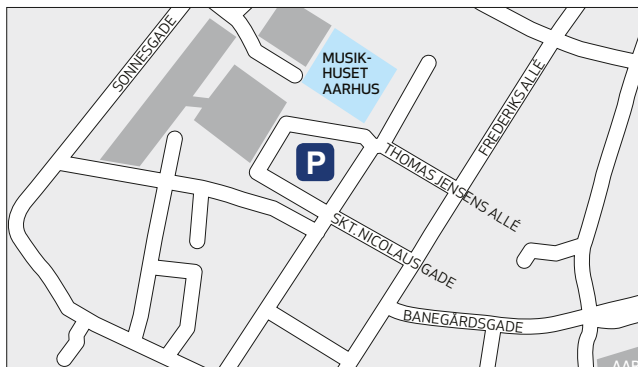 SONNESGADE
MUSIK-
HUSET
AARHUS
FREDERIKS ALLÉ
P
THOMAS JENSENS ALLÉ
SKT. NICOLAUS GADE
BANEGÅRDSGADE